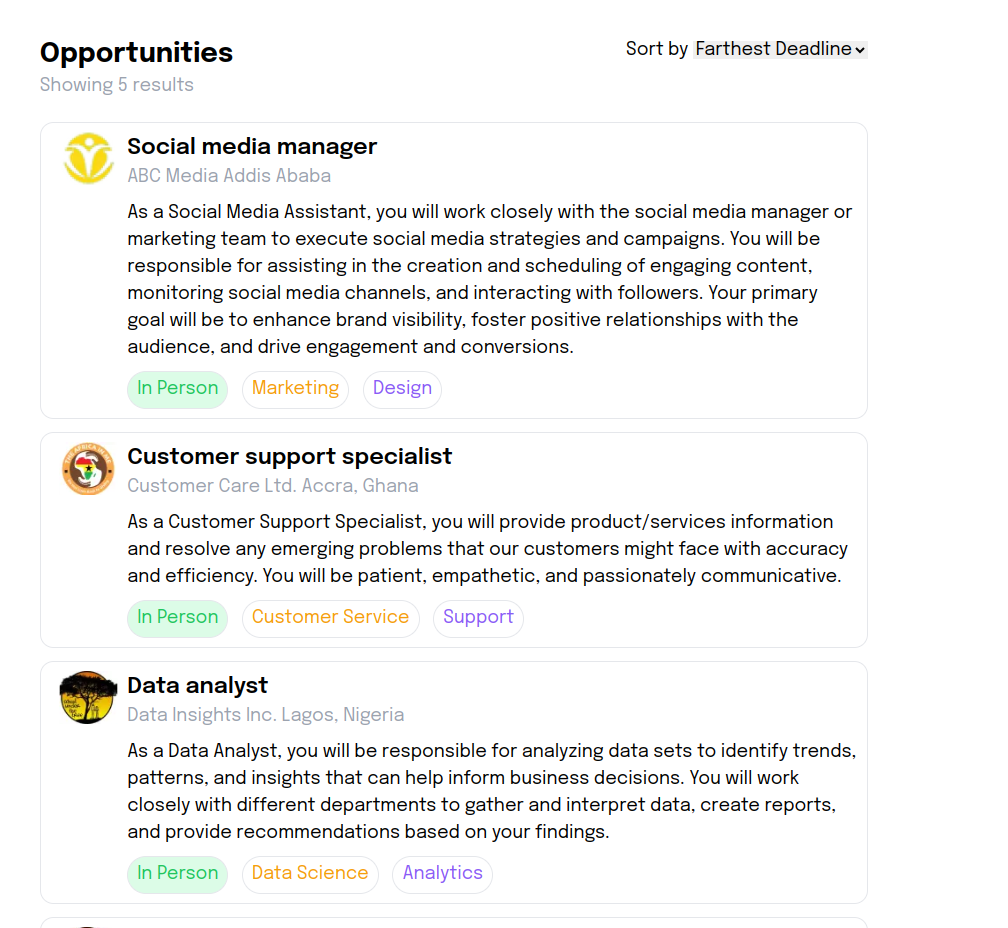 Opportunities
Sort by Farthest Deadline
Showing 5 results
Social media manager
ABC Media Addis Ababa
As a Social Media Assistant, you will work closely with the social media manager or
marketing team to execute social media strategies and campaigns. You will be
responsible for assisting in the creation and scheduling of engaging content,
monitoring social media channels, and interacting with followers. Your primary
goal will be to enhance brand visibility, foster positive relationships with the
audience, and drive engagement and conversions.
In Person Marketing Design
Customer support specialist
Customer Care Ltd. Accra, Ghana
As a Customer Support Specialist, you will provide product/services information
and resolve any emerging problems that our customers might face with accuracy
and efficiency. You will be patient, empathetic, and passionately communicative.
In Person Customer Service Support
Data analyst
Data Insights Inc. Lagos, Nigeria
As a Data Analyst, you will be responsible for analyzing data sets to identify trends,
patterns, and insights that can help inform business decisions. You will work
closely with different departments to gather and interpret data, create reports,
and provide recommendations based on your findings.
In Person Data Science Analytics